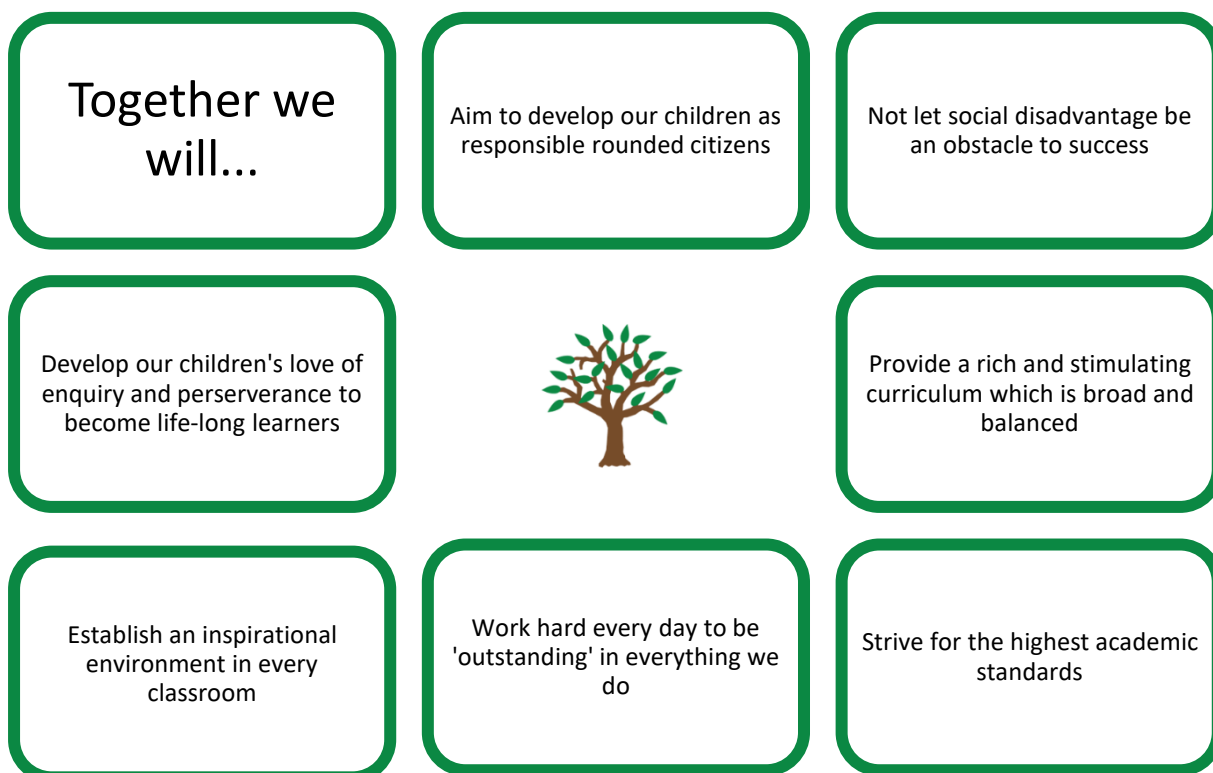 Together we
will...
Aim to develop our children as
responsible rounded citizens
Not let social disadvantage be
an obstacle to success
Develop our children's love of
enquiry and perserverance to
become life-long learners
Provide a rich and stimulating
curriculum which is broad and
balanced
Establish an inspirational
environment in every
classroom
Work hard every day to be
'outstanding' in everything we
do
Strive for the highest academic
standards